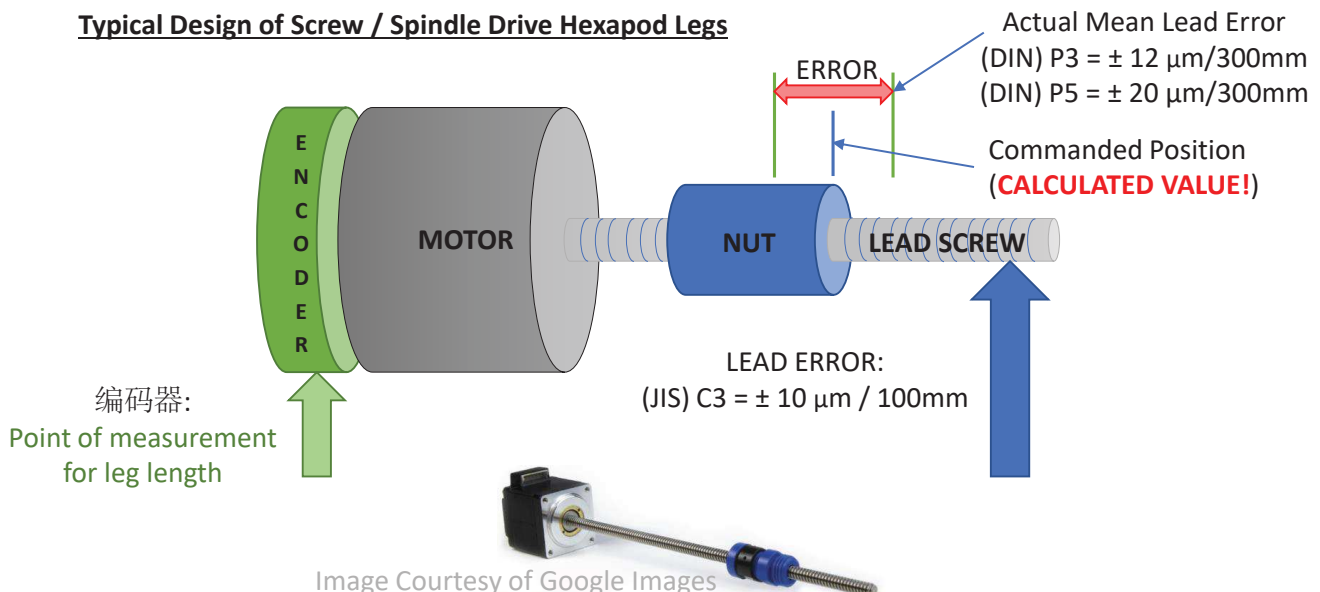 Typical Design of Screw / Spindle Drive Hexapod Legs
Actual Mean Lead Error
(DIN) P3 = ± 12 µm/300mm
(DIN) P5 = ± 20 µm/300mm
ERROR
Commanded Position
(CALCULATED VALUE!)
ENCODER
MOTOR
NUT
LEAD SCREW
LEAD ERROR:
(JIS) C3 = ± 10 µm / 100mm
编码器:
Point of measurement
for leg length
Image Courtesy of Google Images